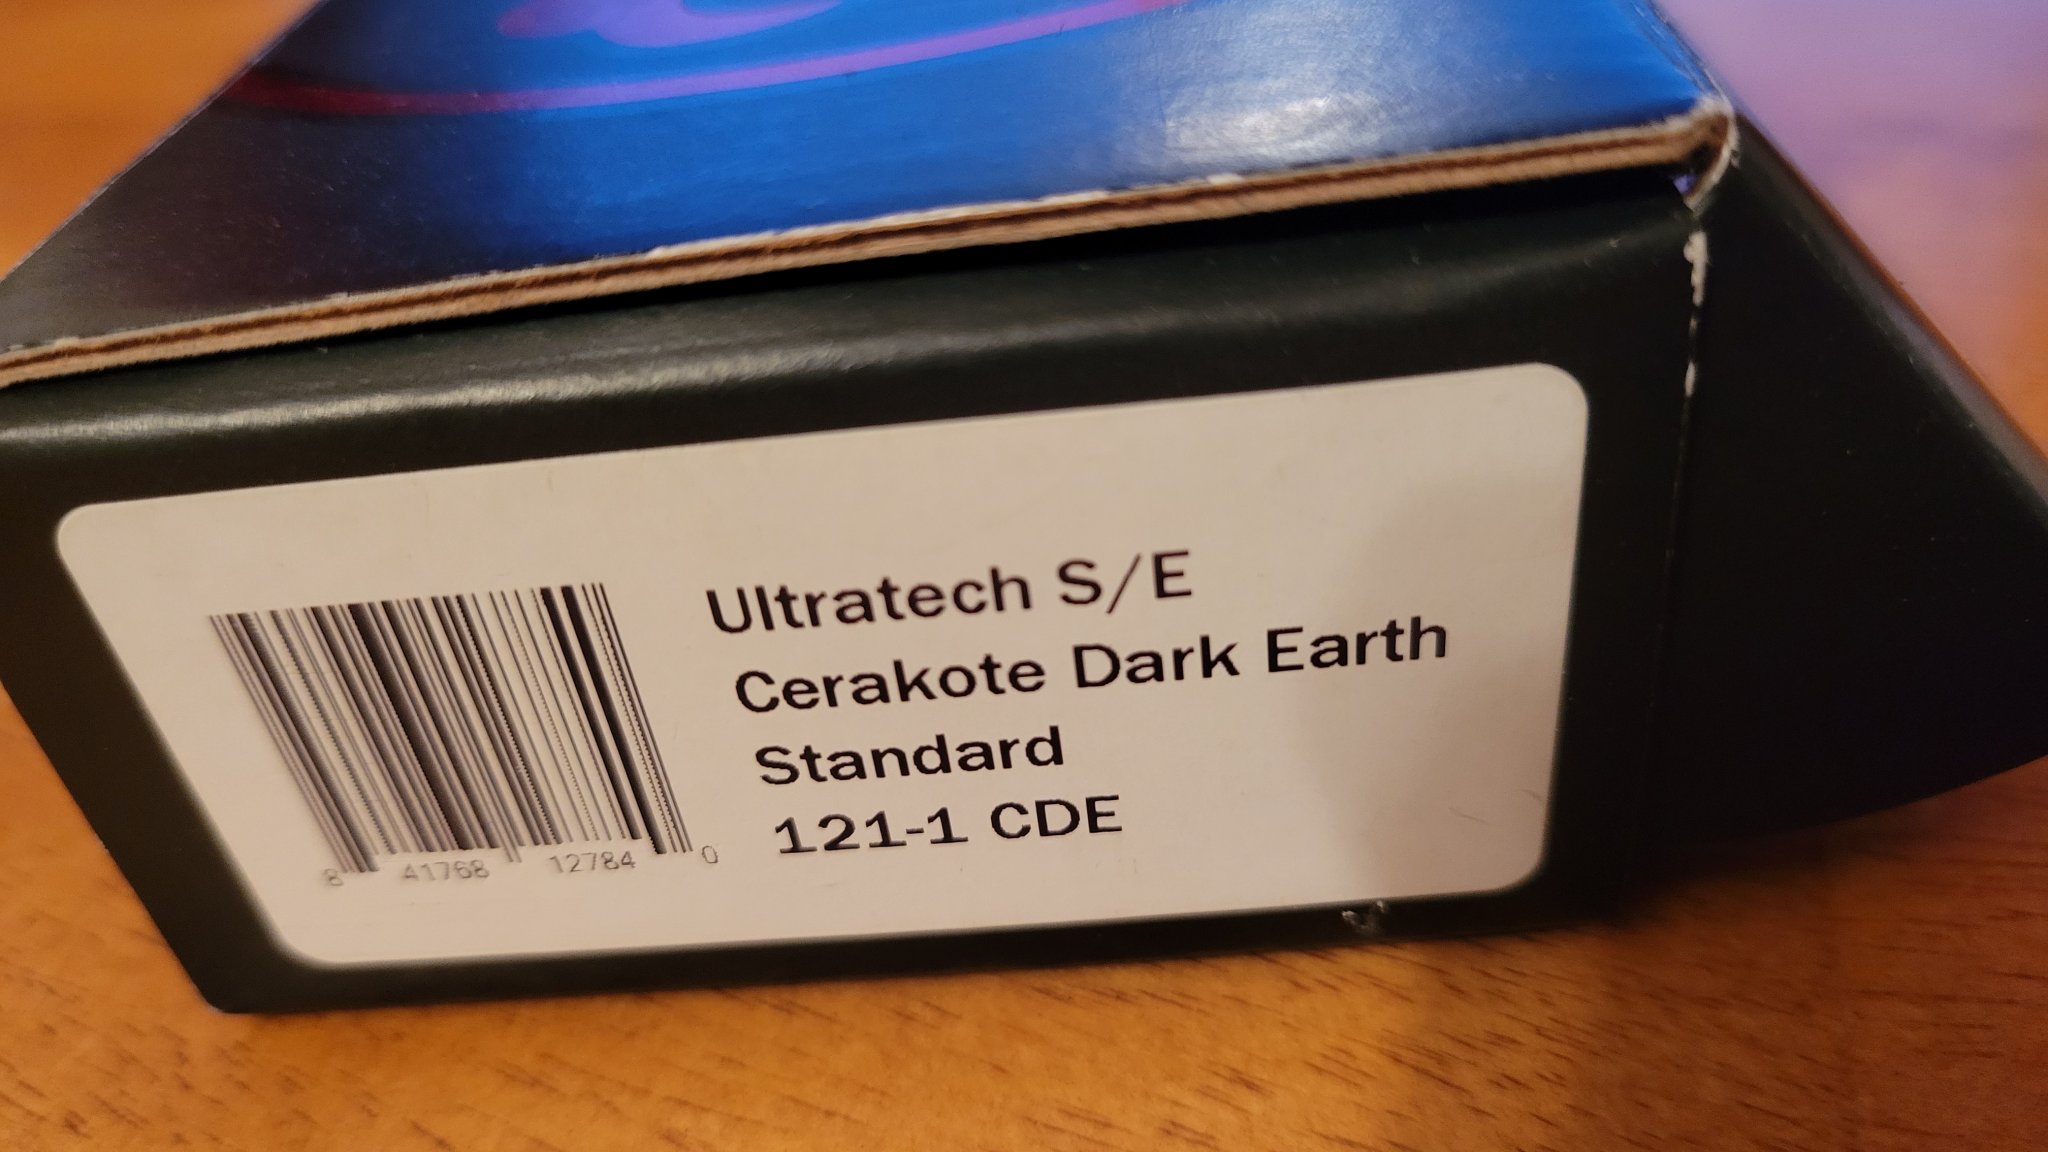 Ultratech S/E
Cerakote Dark Earth
Standard
121-1 CDE
8 41768 12784 0